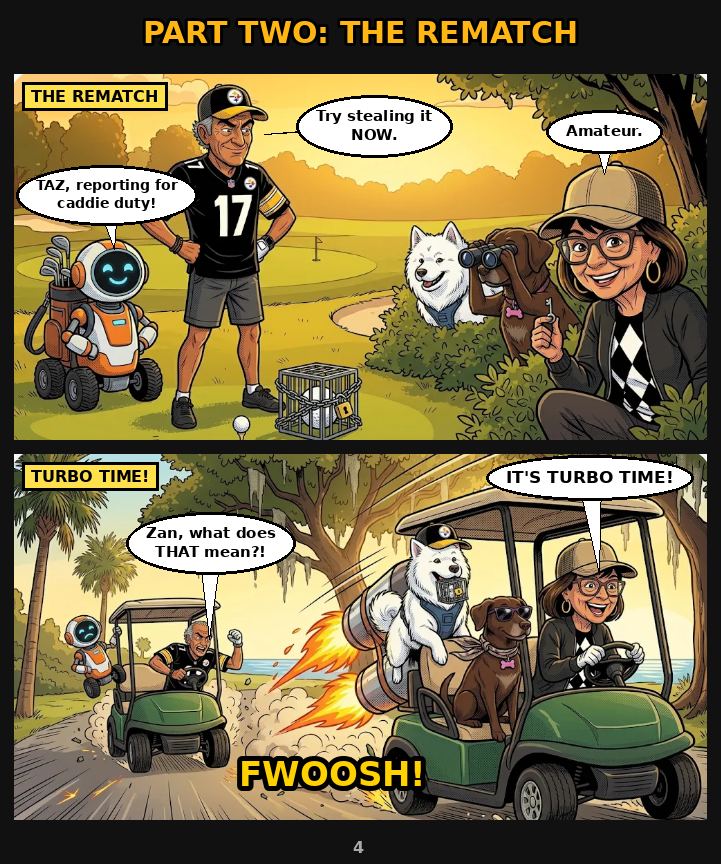 PART TWO: THE REMATCH
THE REMATCH
Try stealing it
NOW.
Amateur.
TAZ, reporting for
caddie duty!
17
TURBO TIME!
IT'S TURBO TIME!
Zan, what does
THAT mean?!
FWOOSH!
4